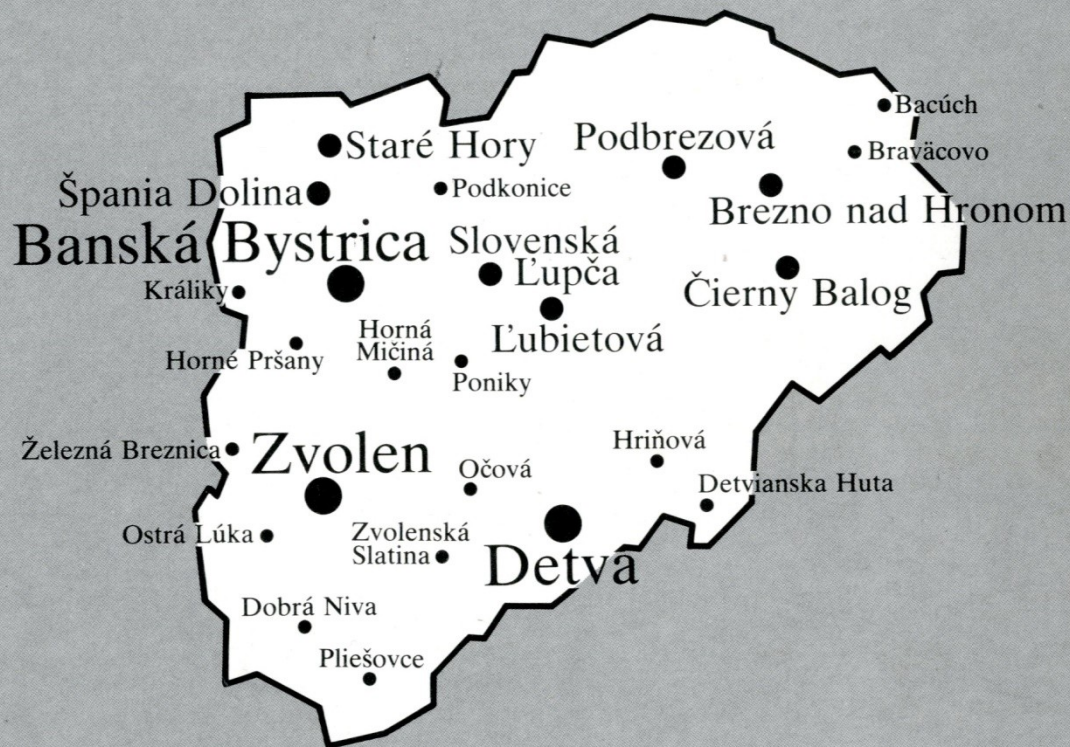 Bacúch
Staré Hory
Podbrezová
Braväcovo
Špania Dolina
Podkonice
Brezno nad Hronom
Banská Bystrica
Slovenská
Ľupča
Čierny Balog
Králiky
Ľubietová
Horné Pršany
Horná
Mičiná
Poniky
Železná Breznica
Zvolen
Očová
Hriňová
Detvianska Huta
Ostrá Lúka
Zvolenská
Slatina
Detva
Dobrá Niva
Pliešovce